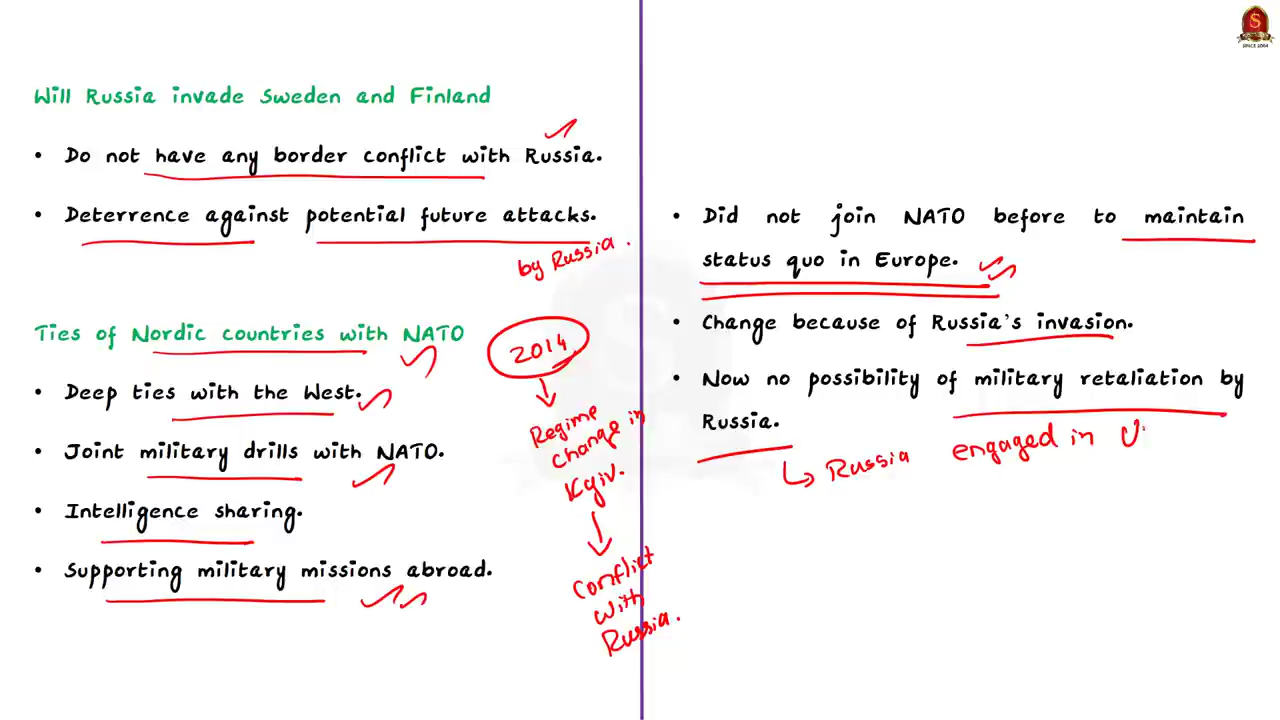 Will Russia invade Sweden and Finland
• Do not have any border conflict with Russia.
• Deterrence against potential future attacks.
by Russia.
Ties of Nordic countries with NATO
• Deep ties with the West.
• Joint military drills with NATO.
• Intelligence sharing.
• Supporting military missions abroad.
2014
Regime
change in
Kyiv.
Conflict
with
Russia.
• Did not join NATO before to maintain
status quo in Europe.
• Change because of Russia's invasion.
• Now no possibility of military retaliation by
Russia.
Russia engaged in U
S
SINCE 2004